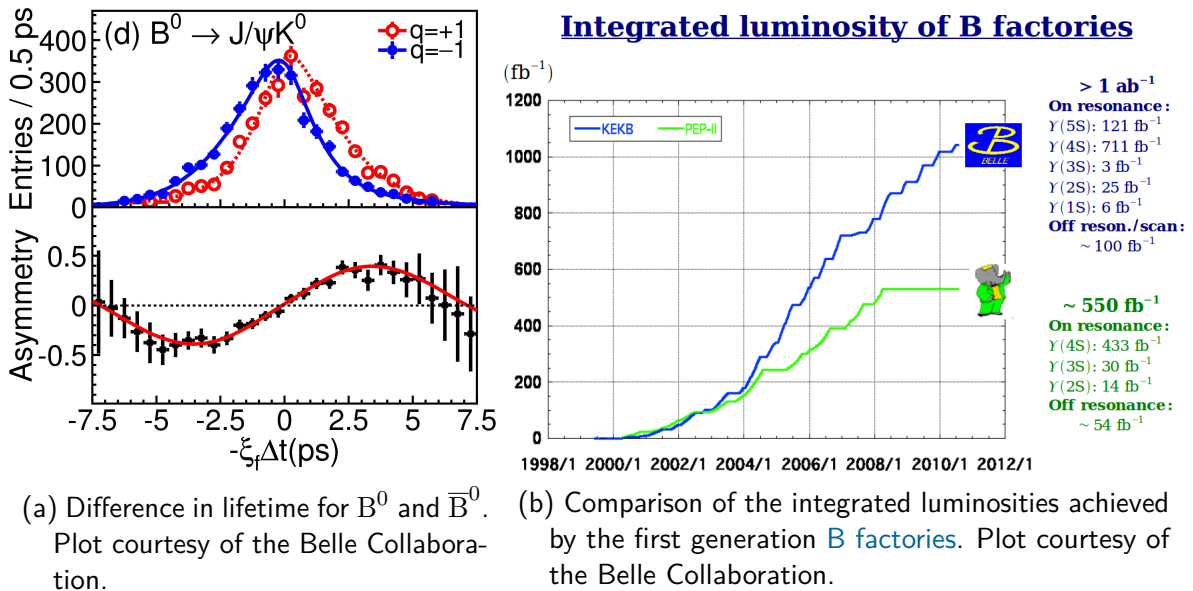 (d) B⁰ → J/ψK⁰
q=+1
q=−1
Entries / 0.5 ps
400
300
200
100
0
Asymmetry
0.5
0
-0.5
-7.5 -5 -2.5 0 2.5 5 7.5
-ξfΔt(ps)
(a) Difference in lifetime for B⁰ and B̅⁰.
Plot courtesy of the Belle Collabora-
tion.
Integrated luminosity of B factories
(fb⁻¹)
1200
1000
800
600
400
200
0
KEKB PEP-II
1998/1 2000/1 2002/1 2004/1 2006/1 2008/1 2010/1 2012/1
B
BELLE
> 1 ab⁻¹
On resonance:
Υ(5S): 121 fb⁻¹
Υ(4S): 711 fb⁻¹
Υ(3S): 3 fb⁻¹
Υ(2S): 25 fb⁻¹
Υ(1S): 6 fb⁻¹
Off reson./scan:
~ 100 fb⁻¹
~ 550 fb⁻¹
On resonance:
Υ(4S): 433 fb⁻¹
Υ(3S): 30 fb⁻¹
Υ(2S): 14 fb⁻¹
Off resonance:
~ 54 fb⁻¹
(b) Comparison of the integrated luminosities achieved
by the first generation B factories. Plot courtesy of
the Belle Collaboration.